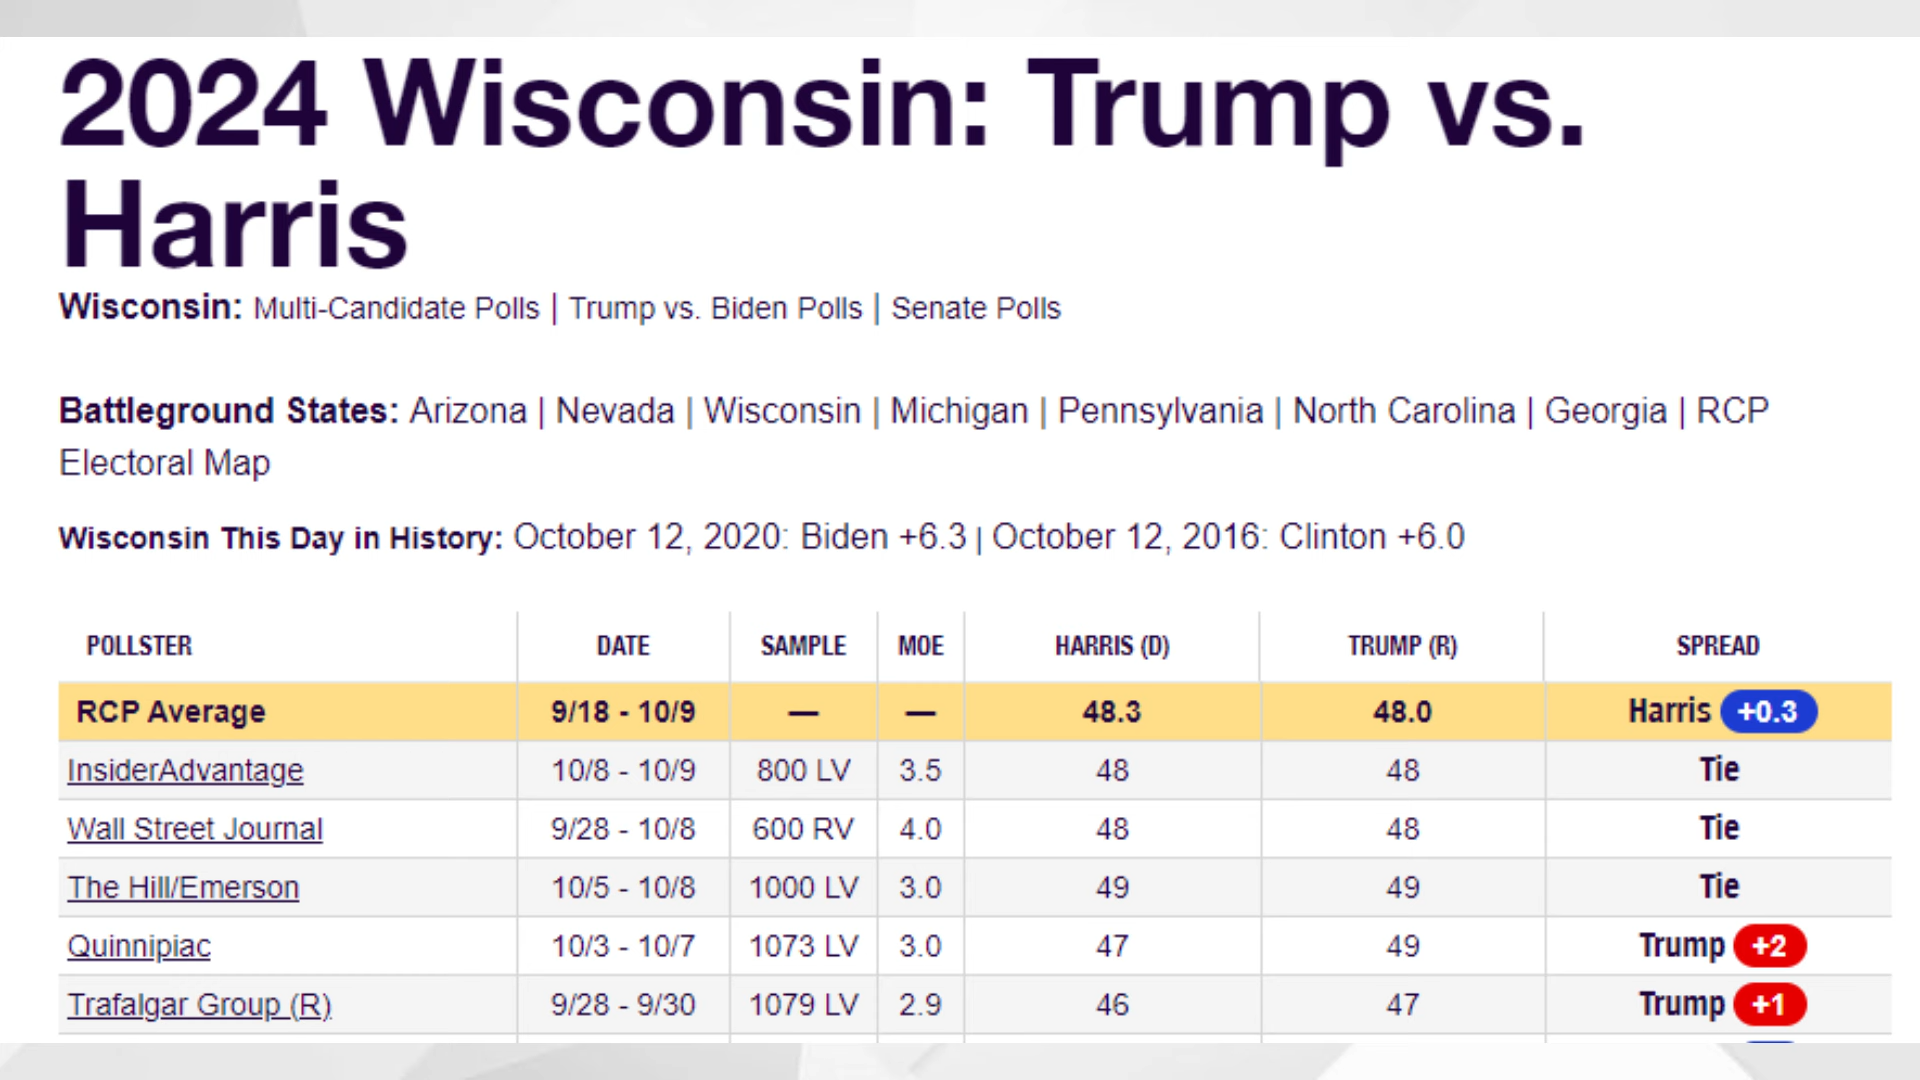 2024 Wisconsin: Trump vs.
Harris
Wisconsin: Multi-Candidate Polls | Trump vs. Biden Polls | Senate Polls
Battleground States: Arizona | Nevada | Wisconsin | Michigan | Pennsylvania | North Carolina | Georgia | RCP
Electoral Map
Wisconsin This Day in History: October 12, 2020: Biden +6.3 | October 12, 2016: Clinton +6.0
POLLSTER DATE SAMPLE MOE HARRIS (D) TRUMP (R) SPREAD
RCP Average 9/18 - 10/9 — — 48.3 48.0 Harris +0.3
InsiderAdvantage 10/8 - 10/9 800 LV 3.5 48 48 Tie
Wall Street Journal 9/28 - 10/8 600 RV 4.0 48 48 Tie
The Hill/Emerson 10/5 - 10/8 1000 LV 3.0 49 49 Tie
Quinnipiac 10/3 - 10/7 1073 LV 3.0 47 49 Trump +2
Trafalgar Group (R) 9/28 - 9/30 1079 LV 2.9 46 47 Trump +1